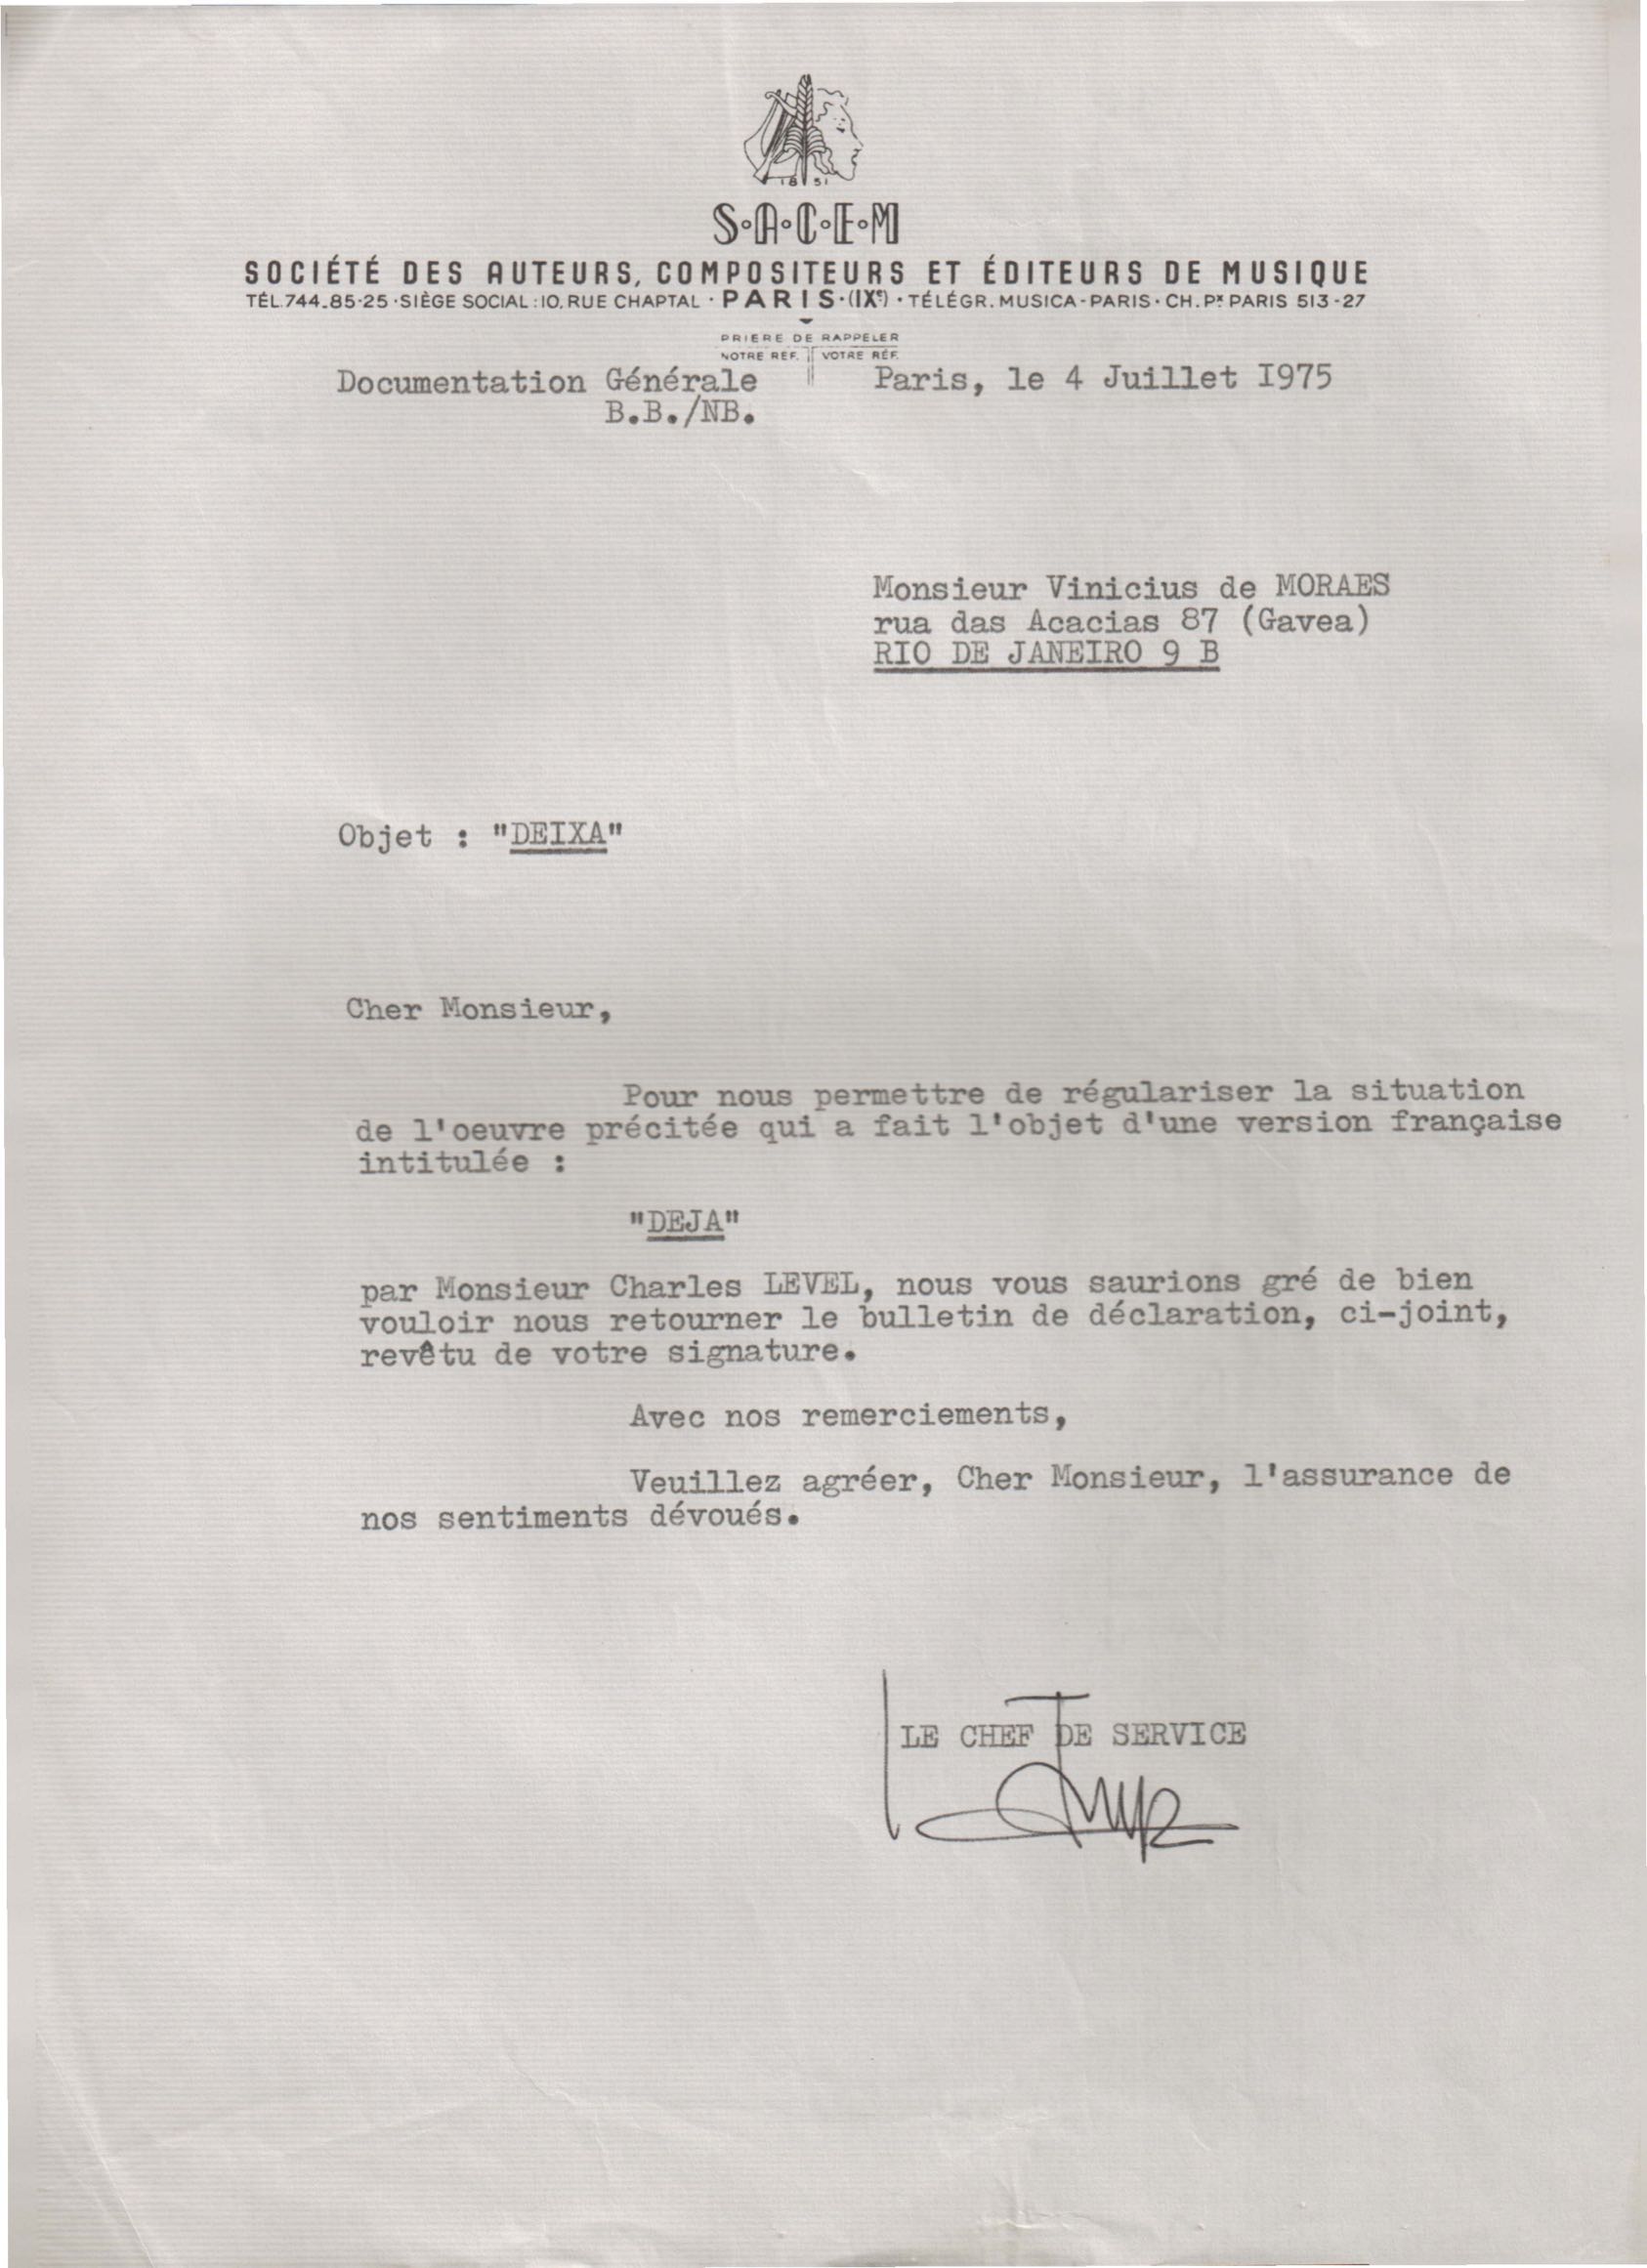 1851
S·A·C·E·M
SOCIÉTÉ DES AUTEURS, COMPOSITEURS ET ÉDITEURS DE MUSIQUE
TÉL.744.85·25·SIÈGE SOCIAL:10, RUE CHAPTAL · PARIS·(IXe)·TÉLÉGR. MUSICA-PARIS·CH. Px PARIS 513-27
PRIERE DE RAPPELER
NOTRE RÉF. VOTRE RÉF.
Documentation Générale Paris, le 4 Juillet I975
B.B./NB.
Monsieur Vinicius de MORAES
rua das Acacias 87 (Gavea)
RIO DE JANEIRO 9 B
Objet : "DEIXA"
Cher Monsieur,
Pour nous permettre de régulariser la situation
de l'oeuvre précitée qui a fait l'objet d'une version française
intitulée :
"DEJA"
par Monsieur Charles LEVEL, nous vous saurions gré de bien
vouloir nous retourner le bulletin de déclaration, ci-joint,
revêtu de votre signature.
Avec nos remerciements,
Veuillez agréer, Cher Monsieur, l'assurance de
nos sentiments dévoués.
LE CHEF DE SERVICE